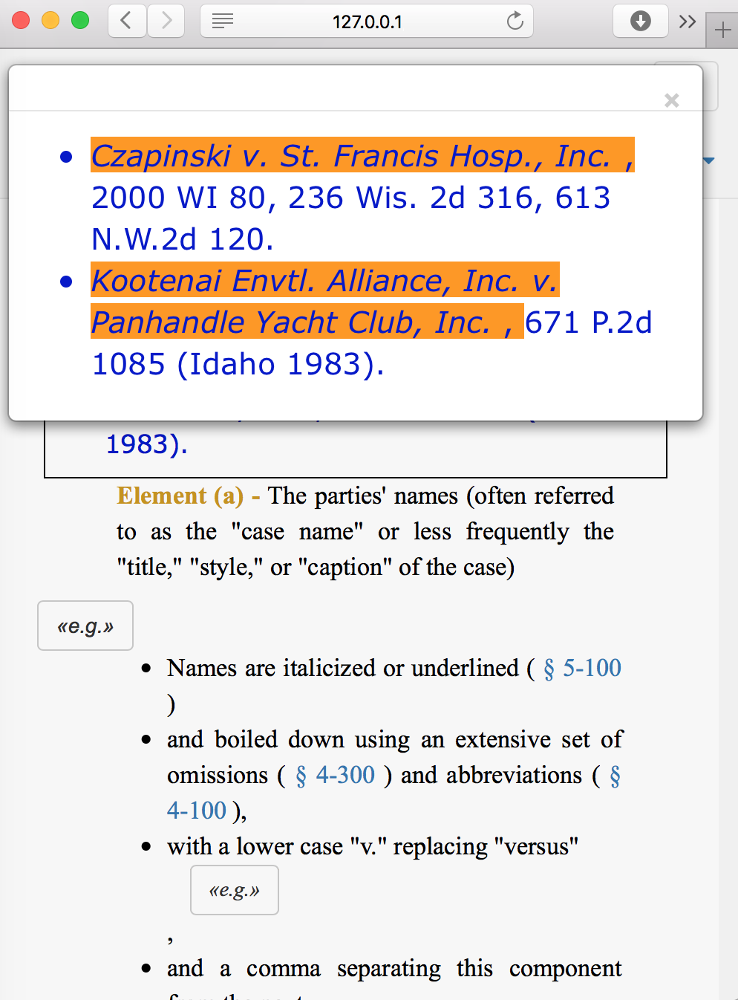 127.0.0.1
×
• Czapinski v. St. Francis Hosp., Inc. ,
2000 WI 80, 236 Wis. 2d 316, 613
N.W.2d 120.
• Kootenai Envtl. Alliance, Inc. v.
Panhandle Yacht Club, Inc. , 671 P.2d
1085 (Idaho 1983).
1983).
Element (a) - The parties' names (often referred
to as the "case name" or less frequently the
"title," "style," or "caption" of the case)
«e.g.»
• Names are italicized or underlined ( § 5-100
)
• and boiled down using an extensive set of
omissions ( § 4-300 ) and abbreviations ( §
4-100 ),
• with a lower case "v." replacing "versus"
«e.g.»
,
• and a comma separating this component